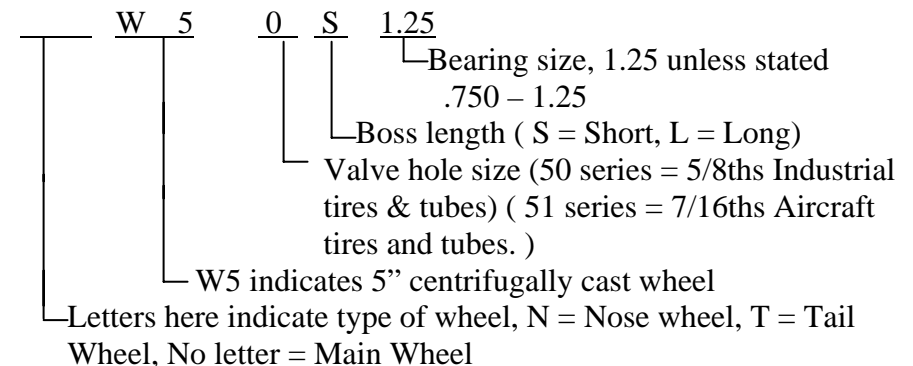 W 5 0 S 1.25
Bearing size, 1.25 unless stated
.750 – 1.25
Boss length ( S = Short, L = Long)
Valve hole size (50 series = 5/8ths Industrial
tires & tubes) ( 51 series = 7/16ths Aircraft
tires and tubes. )
W5 indicates 5” centrifugally cast wheel
Letters here indicate type of wheel, N = Nose wheel, T = Tail
Wheel, No letter = Main Wheel